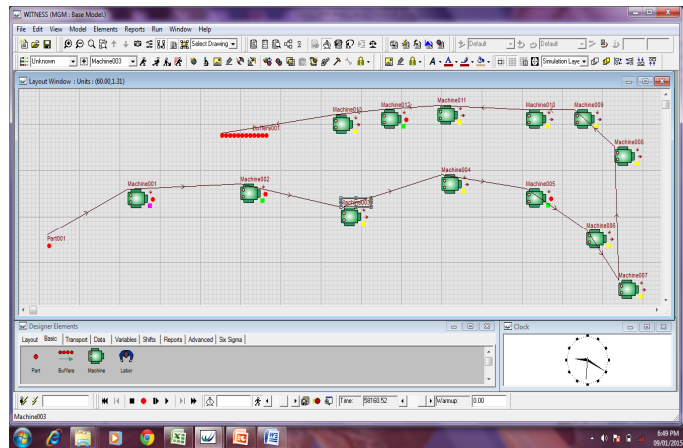 WITNESS (MGM : Base Model.)
File Edit View Model Elements Reports Run Window Help
Select Drawing Default Default
Unknown Machine003 A A Simulation Laye
Layout Window : Units : (60.00,1.31)
Machine011
Machine012 Machine010 Machine009
Buffers001
Machine008
Machine001 Machine002 Machine004
Machine005
Machine003
Part001
Machine006
Machine007
Designer Elements Clock
Layout Basic Transport Data Variables Shifts Reports Advanced Six Sigma
Part Buffers Machine Labor
Time: 98160.52 Warmup: 0.00
Machine003
6:49 PM
09/01/2015